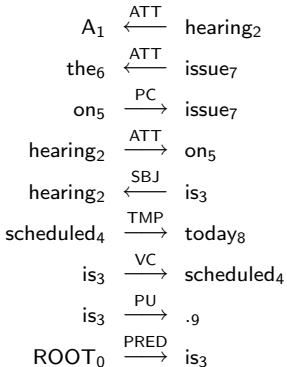 A₁ ←ATT hearing₂
the₆ ←ATT issue₇
on₅ →PC issue₇
hearing₂ →ATT on₅
hearing₂ ←SBJ is₃
scheduled₄ →TMP today₈
is₃ →VC scheduled₄
is₃ →PU .₉
ROOT₀ →PRED is₃